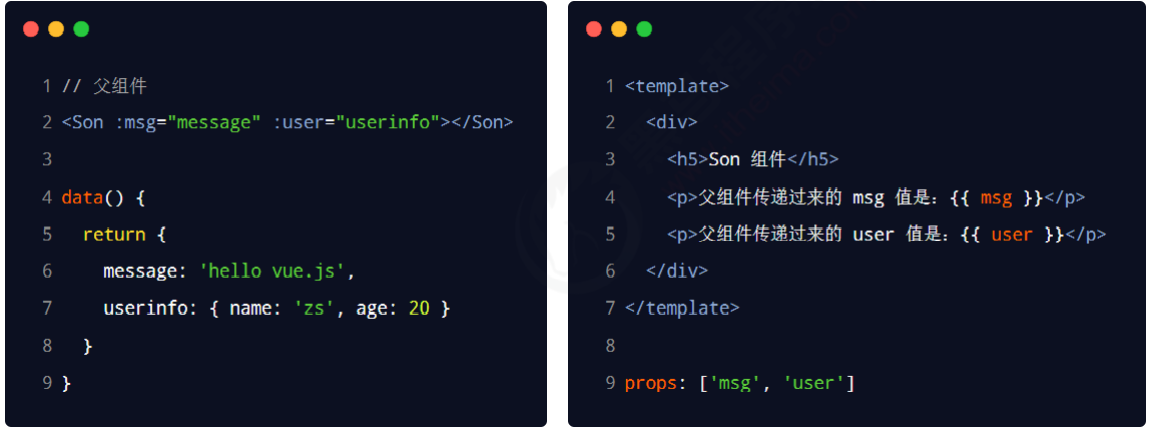 1 // 父组件
2 <Son :msg="message" :user="userinfo"></Son>
3
4 data() {
5   return {
6     message: 'hello vue.js',
7     userinfo: { name: 'zs', age: 20 }
8   }
9 }
1 <template>
2   <div>
3     <h5>Son 组件</h5>
4     <p>父组件传递过来的 msg 值是：{{ msg }}</p>
5     <p>父组件传递过来的 user 值是：{{ user }}</p>
6   </div>
7 </template>
8
9 props: ['msg', 'user']